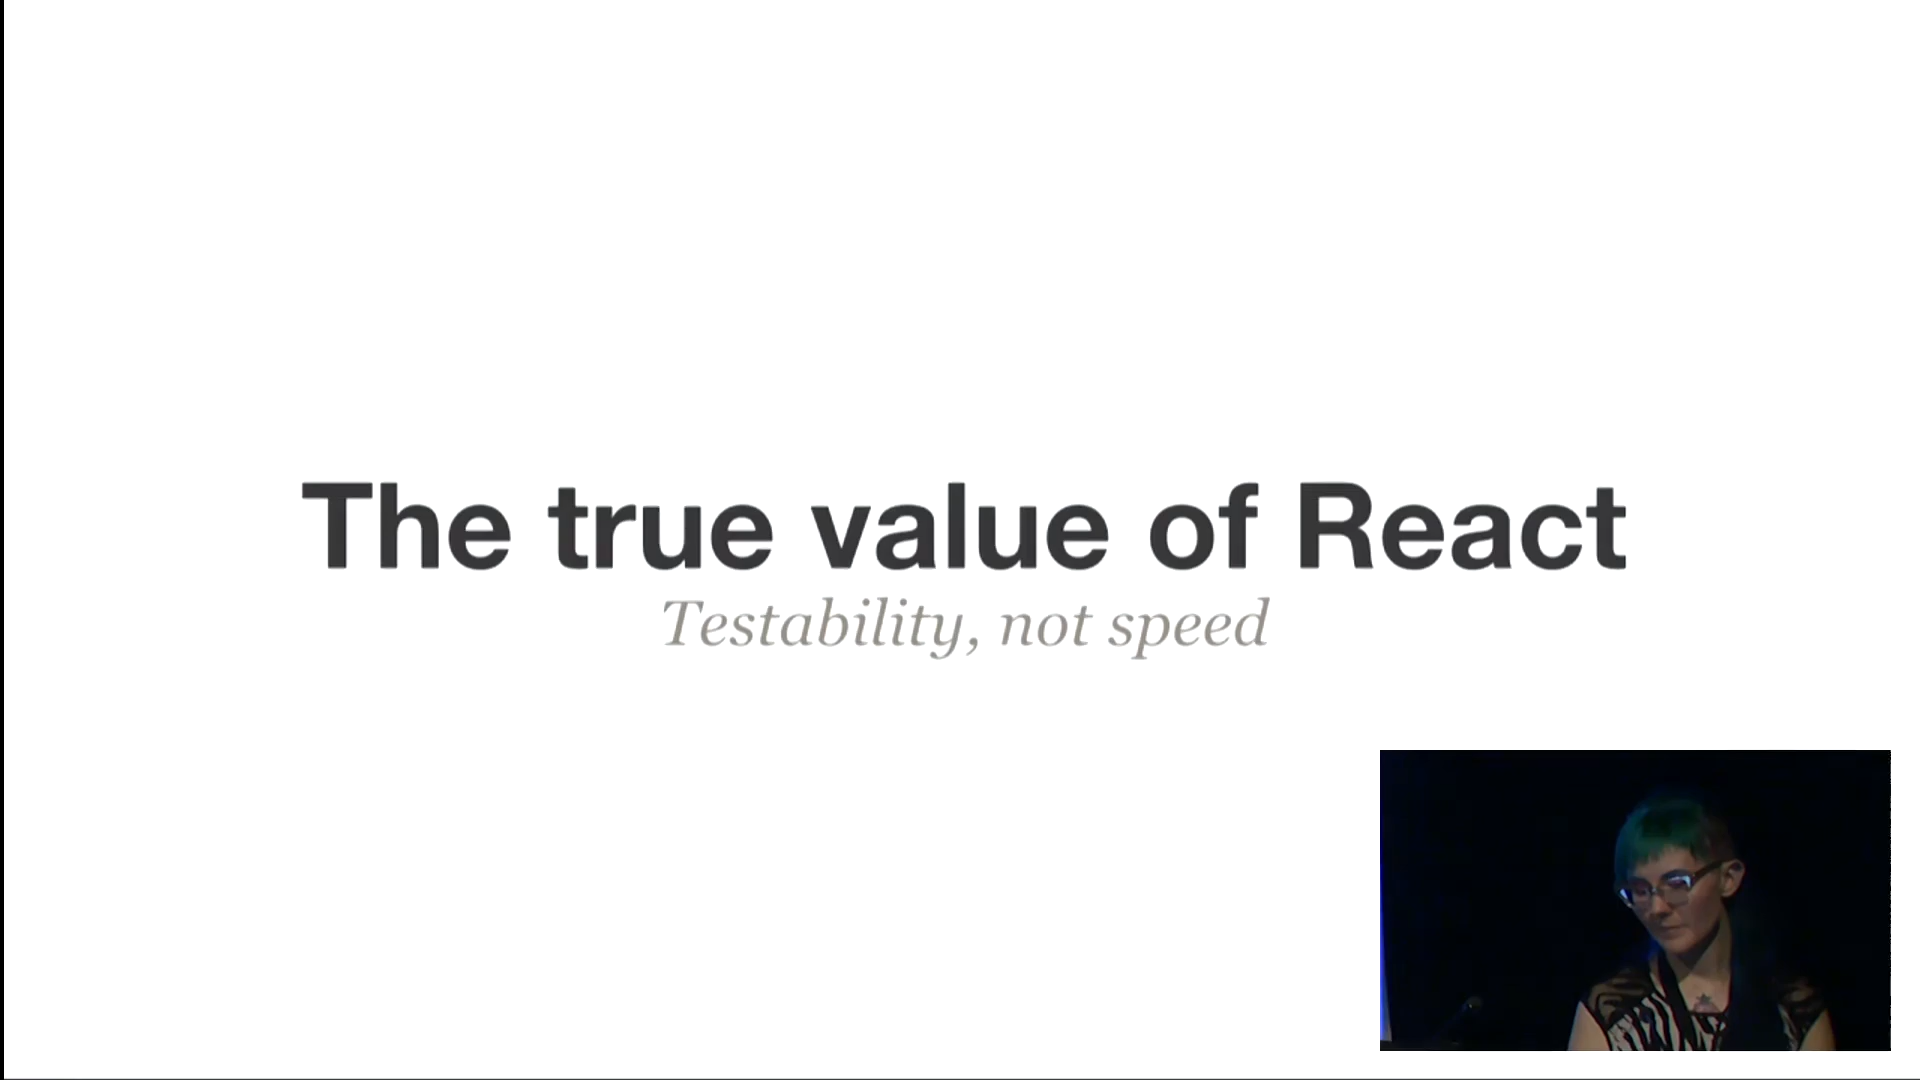 The true value of React
Testability, not speed